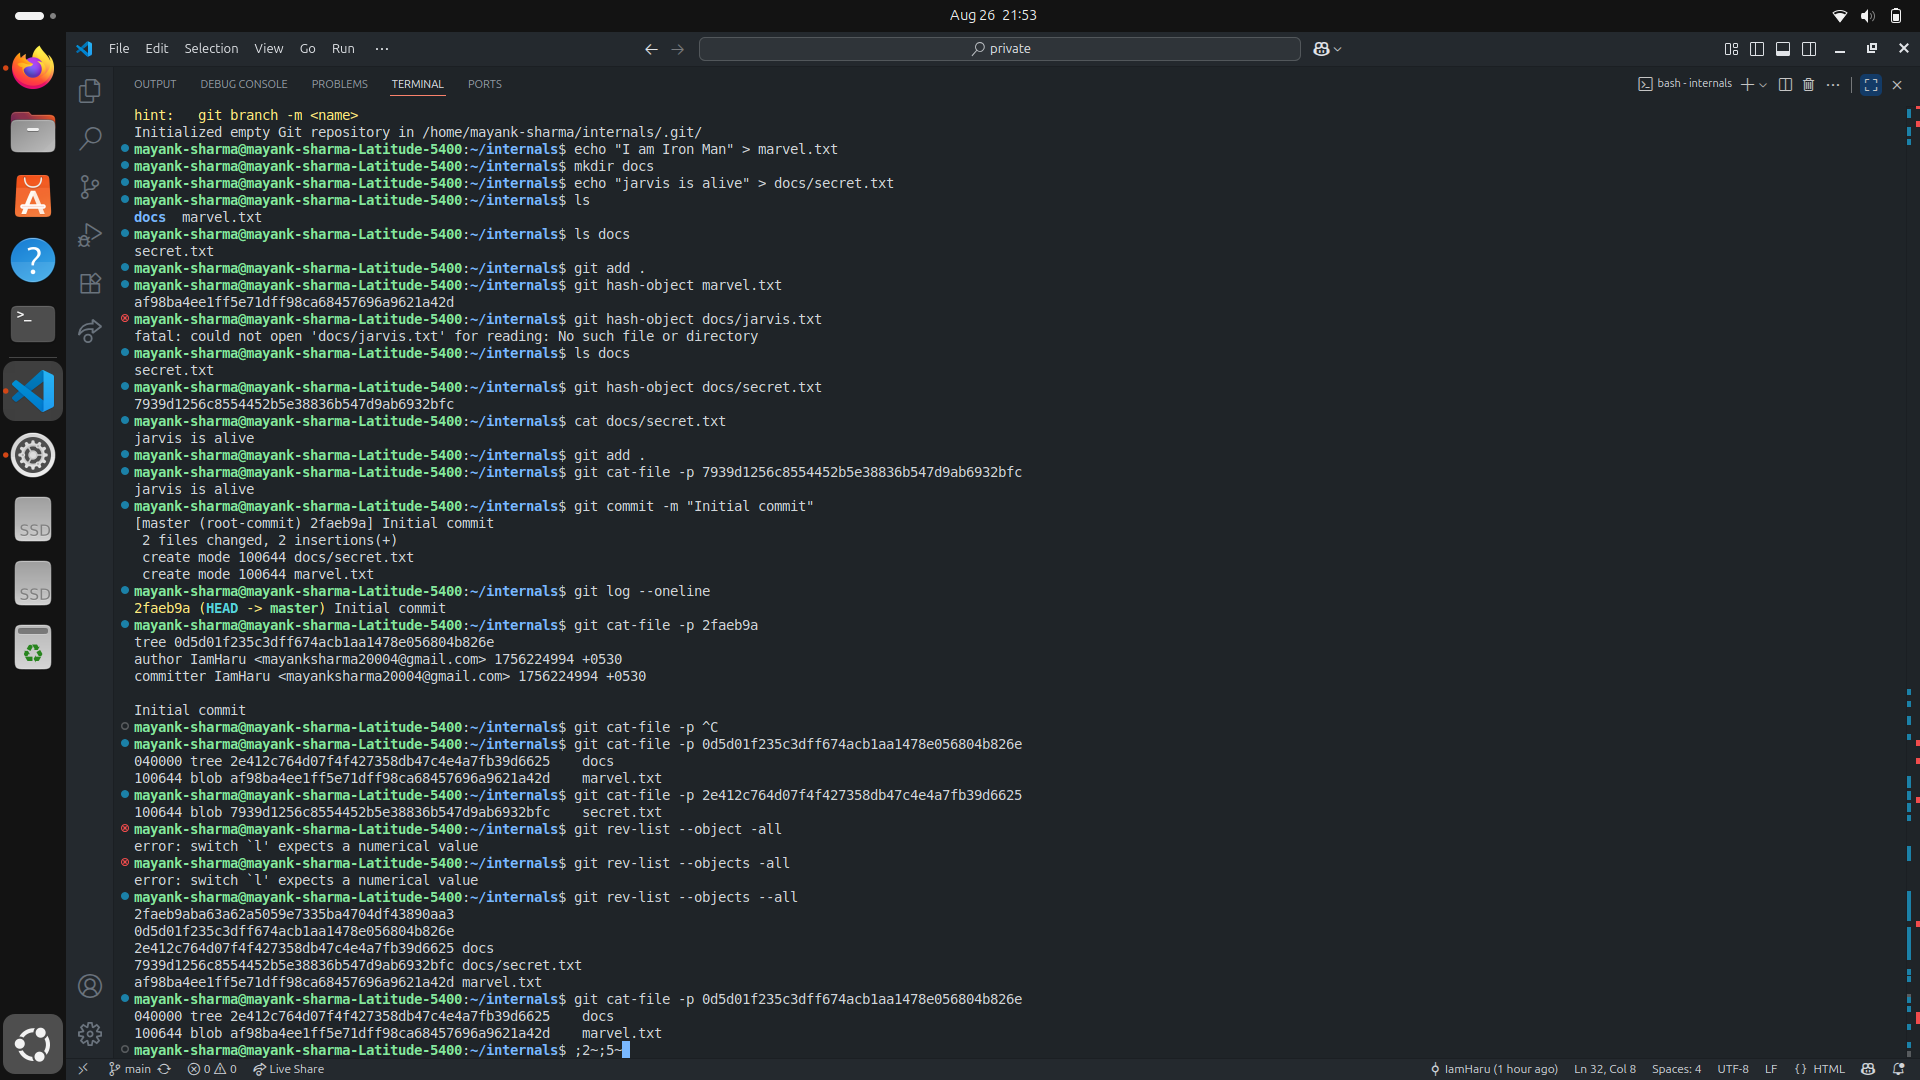 Aug 26 21:53
File Edit Selection View Go Run ···
private
OUTPUT DEBUG CONSOLE PROBLEMS TERMINAL PORTS
bash - internals
hint:   git branch -m <name>
Initialized empty Git repository in /home/mayank-sharma/internals/.git/
mayank-sharma@mayank-sharma-Latitude-5400:~/internals$ echo "I am Iron Man" > marvel.txt
mayank-sharma@mayank-sharma-Latitude-5400:~/internals$ mkdir docs
mayank-sharma@mayank-sharma-Latitude-5400:~/internals$ echo "jarvis is alive" > docs/secret.txt
mayank-sharma@mayank-sharma-Latitude-5400:~/internals$ ls
docs  marvel.txt
mayank-sharma@mayank-sharma-Latitude-5400:~/internals$ ls docs
secret.txt
mayank-sharma@mayank-sharma-Latitude-5400:~/internals$ git add .
mayank-sharma@mayank-sharma-Latitude-5400:~/internals$ git hash-object marvel.txt
af98ba4ee1ff5e71dff98ca68457696a9621a42d
mayank-sharma@mayank-sharma-Latitude-5400:~/internals$ git hash-object docs/jarvis.txt
fatal: could not open 'docs/jarvis.txt' for reading: No such file or directory
mayank-sharma@mayank-sharma-Latitude-5400:~/internals$ ls docs
secret.txt
mayank-sharma@mayank-sharma-Latitude-5400:~/internals$ git hash-object docs/secret.txt
7939d1256c8554452b5e38836b547d9ab6932bfc
mayank-sharma@mayank-sharma-Latitude-5400:~/internals$ cat docs/secret.txt
jarvis is alive
mayank-sharma@mayank-sharma-Latitude-5400:~/internals$ git add .
mayank-sharma@mayank-sharma-Latitude-5400:~/internals$ git cat-file -p 7939d1256c8554452b5e38836b547d9ab6932bfc
jarvis is alive
mayank-sharma@mayank-sharma-Latitude-5400:~/internals$ git commit -m "Initial commit"
[master (root-commit) 2faeb9a] Initial commit
 2 files changed, 2 insertions(+)
 create mode 100644 docs/secret.txt
 create mode 100644 marvel.txt
mayank-sharma@mayank-sharma-Latitude-5400:~/internals$ git log --oneline
2faeb9a (HEAD -> master) Initial commit
mayank-sharma@mayank-sharma-Latitude-5400:~/internals$ git cat-file -p 2faeb9a
tree 0d5d01f235c3dff674acb1aa1478e056804b826e
author IamHaru <mayanksharma20004@gmail.com> 1756224994 +0530
committer IamHaru <mayanksharma20004@gmail.com> 1756224994 +0530
Initial commit
mayank-sharma@mayank-sharma-Latitude-5400:~/internals$ git cat-file -p ^C
mayank-sharma@mayank-sharma-Latitude-5400:~/internals$ git cat-file -p 0d5d01f235c3dff674acb1aa1478e056804b826e
040000 tree 2e412c764d07f4f427358db47c4e4a7fb39d6625    docs
100644 blob af98ba4ee1ff5e71dff98ca68457696a9621a42d    marvel.txt
mayank-sharma@mayank-sharma-Latitude-5400:~/internals$ git cat-file -p 2e412c764d07f4f427358db47c4e4a7fb39d6625
100644 blob 7939d1256c8554452b5e38836b547d9ab6932bfc    secret.txt
mayank-sharma@mayank-sharma-Latitude-5400:~/internals$ git rev-list --object -all
error: switch `l' expects a numerical value
mayank-sharma@mayank-sharma-Latitude-5400:~/internals$ git rev-list --objects -all
error: switch `l' expects a numerical value
mayank-sharma@mayank-sharma-Latitude-5400:~/internals$ git rev-list --objects --all
2faeb9aba63a62a5059e7335ba4704df43890aa3
0d5d01f235c3dff674acb1aa1478e056804b826e
2e412c764d07f4f427358db47c4e4a7fb39d6625 docs
7939d1256c8554452b5e38836b547d9ab6932bfc docs/secret.txt
af98ba4ee1ff5e71dff98ca68457696a9621a42d marvel.txt
mayank-sharma@mayank-sharma-Latitude-5400:~/internals$ git cat-file -p 0d5d01f235c3dff674acb1aa1478e056804b826e
040000 tree 2e412c764d07f4f427358db47c4e4a7fb39d6625    docs
100644 blob af98ba4ee1ff5e71dff98ca68457696a9621a42d    marvel.txt
mayank-sharma@mayank-sharma-Latitude-5400:~/internals$ ;2~;5~
SSD
SSD
main 0 0 Live Share
IamHaru (1 hour ago) Ln 32, Col 8 Spaces: 4 UTF-8 LF {} HTML